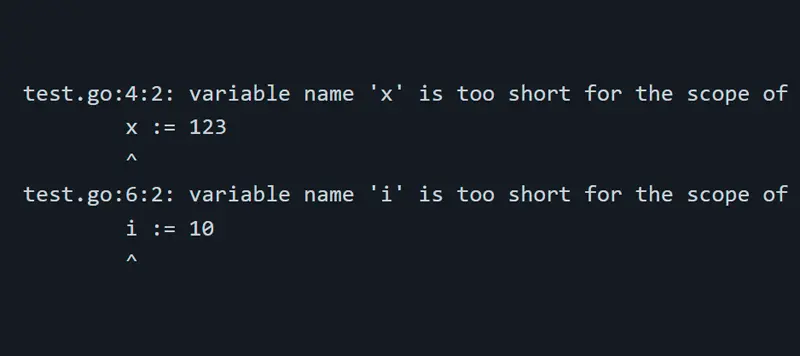 test.go:4:2: variable name 'x' is too short for the scope of
x := 123
^
test.go:6:2: variable name 'i' is too short for the scope of
i := 10
^